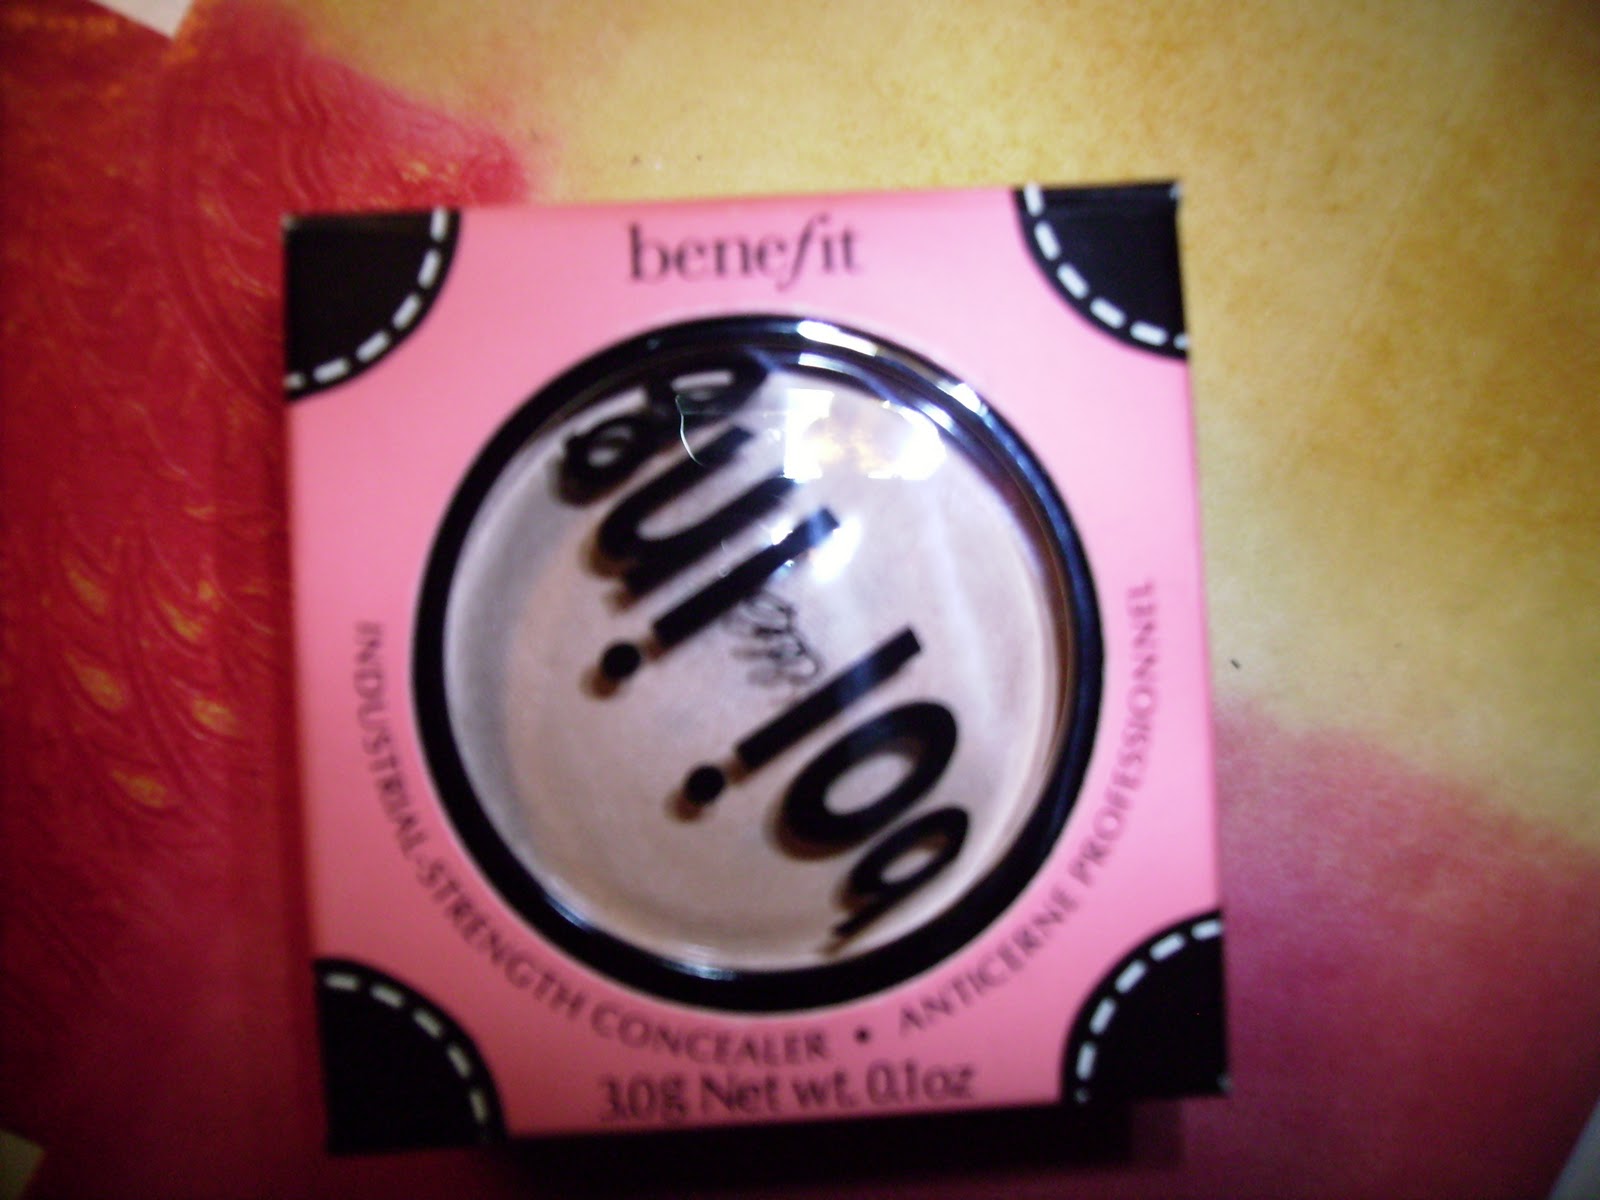 benefit
boi ing
INDUSTRIAL-STRENGTH CONCEALER • ANTICERNE PROFESSIONNEL
3.0g Net wt. 0.1oz